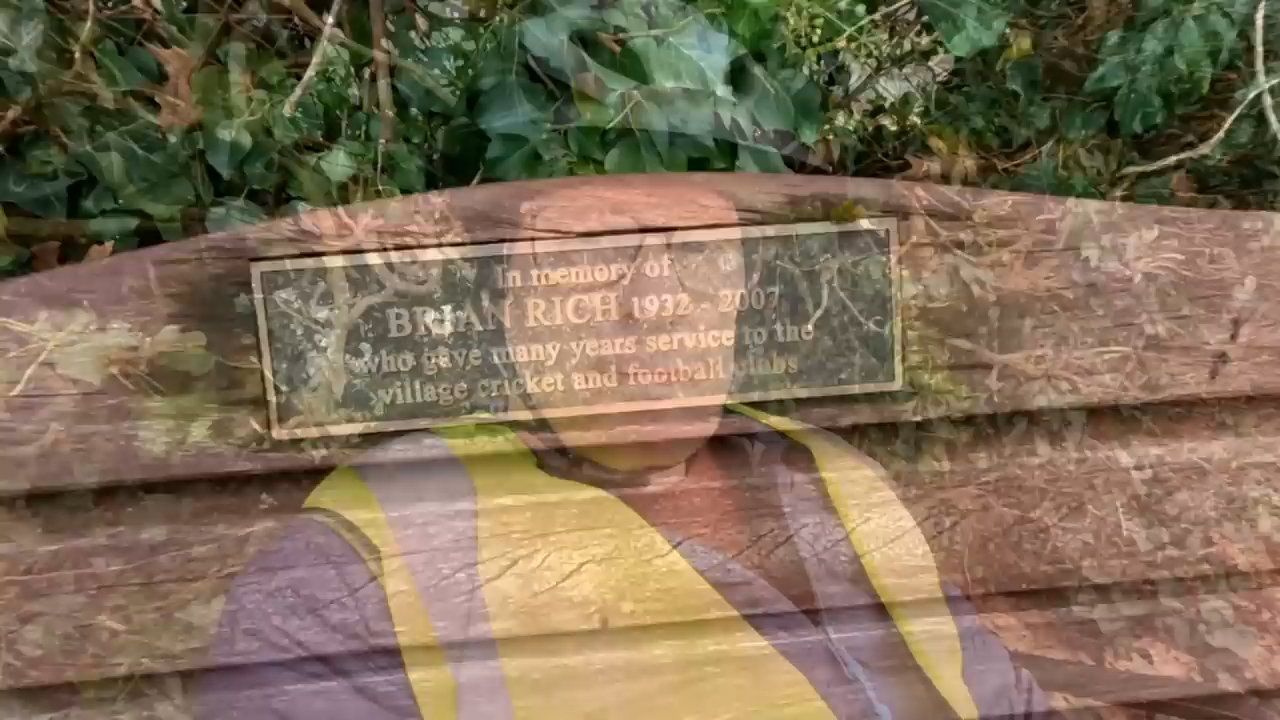 In memory of
BRIAN RICH 1932 - 2007
who gave many years service to the
village cricket and football clubs